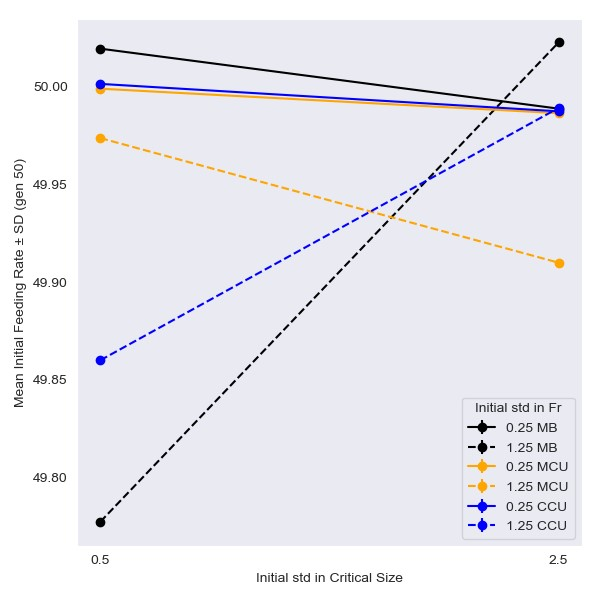 Mean Initial Feeding Rate ± SD (gen 50)
50.00
49.95
49.90
49.85
49.80
0.5
2.5
Initial std in Critical Size
Initial std in Fr
0.25 MB
1.25 MB
0.25 MCU
1.25 MCU
0.25 CCU
1.25 CCU